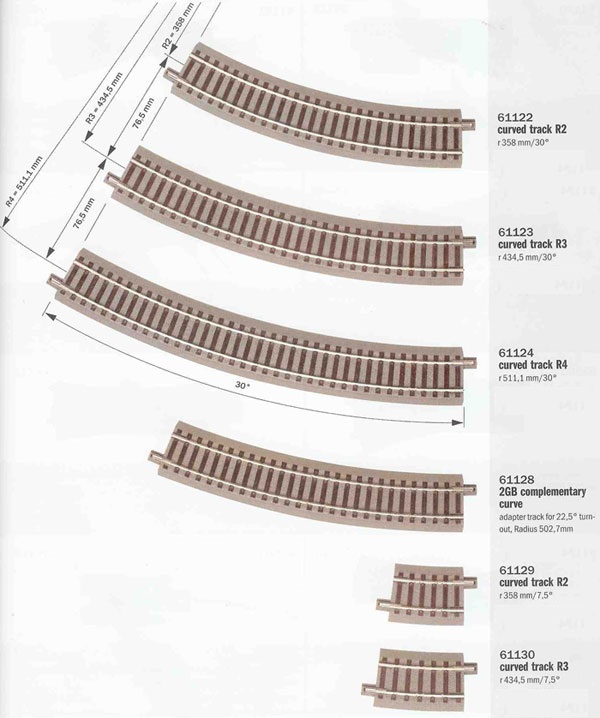 R2 = 358 mm
R3 = 434,5 mm
76,5 mm
R4 = 511,1 mm
76,5 mm
30°
61122
curved track R2
r 358 mm/30°
61123
curved track R3
r 434,5 mm/30°
61124
curved track R4
r 511,1 mm/30°
61128
2GB complementary
curve
adapter track for 22,5° turn-
out, Radius 502,7mm
61129
curved track R2
r 358 mm/7,5°
61130
curved track R3
r 434,5 mm/7,5°